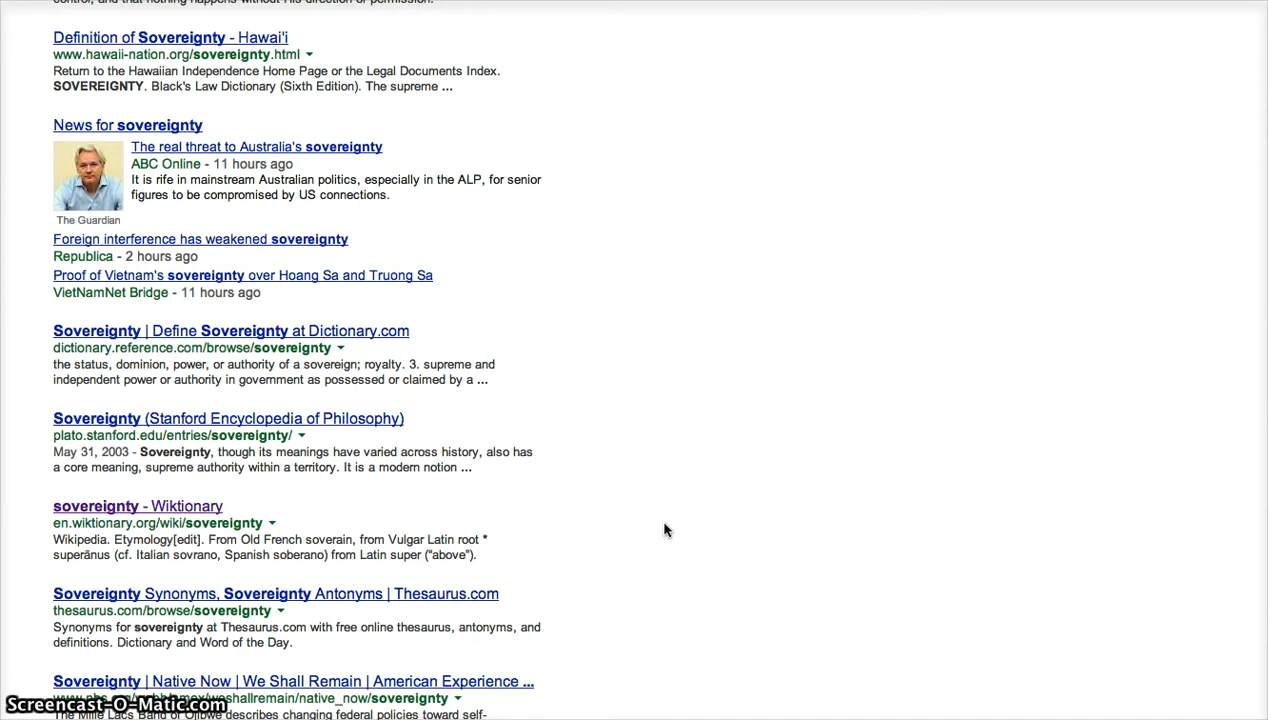 control, and that nothing happens without His direction or permission.
Definition of Sovereignty - Hawai'i
www.hawaii-nation.org/sovereignty.html
Return to the Hawaiian Independence Home Page or the Legal Documents Index.
SOVEREIGNTY. Black's Law Dictionary (Sixth Edition). The supreme ...
News for sovereignty
The real threat to Australia's sovereignty
ABC Online - 11 hours ago
It is rife in mainstream Australian politics, especially in the ALP, for senior
figures to be compromised by US connections.
The Guardian
Foreign interference has weakened sovereignty
Republica - 2 hours ago
Proof of Vietnam's sovereignty over Hoang Sa and Truong Sa
VietNamNet Bridge - 11 hours ago
Sovereignty | Define Sovereignty at Dictionary.com
dictionary.reference.com/browse/sovereignty
the status, dominion, power, or authority of a sovereign; royalty. 3. supreme and
independent power or authority in government as possessed or claimed by a ...
Sovereignty (Stanford Encyclopedia of Philosophy)
plato.stanford.edu/entries/sovereignty/
May 31, 2003 - Sovereignty, though its meanings have varied across history, also has
a core meaning, supreme authority within a territory. It is a modern notion ...
sovereignty - Wiktionary
en.wiktionary.org/wiki/sovereignty
Wikipedia. Etymology[edit]. From Old French soverain, from Vulgar Latin root *
superānus (cf. Italian sovrano, Spanish soberano) from Latin super (“above”).
Sovereignty Synonyms, Sovereignty Antonyms | Thesaurus.com
thesaurus.com/browse/sovereignty
Synonyms for sovereignty at Thesaurus.com with free online thesaurus, antonyms, and
definitions. Dictionary and Word of the Day.
Sovereignty | Native Now | We Shall Remain | American Experience ...
/weshallremain/native_now/sovereignty
Screencast-O-Matic.com
The Mille Lacs Band of Ojibwe describes changing federal policies toward self-